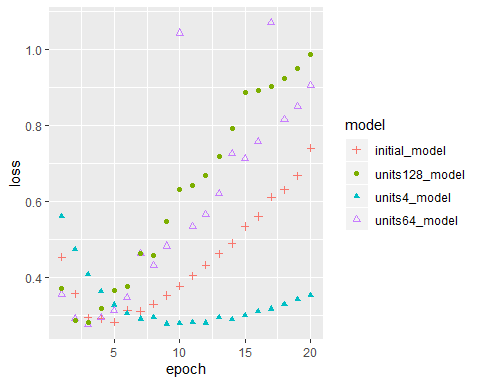 1.0
0.8
0.6
0.4
loss
5
10
15
20
epoch
model
initial_model
units128_model
units4_model
units64_model